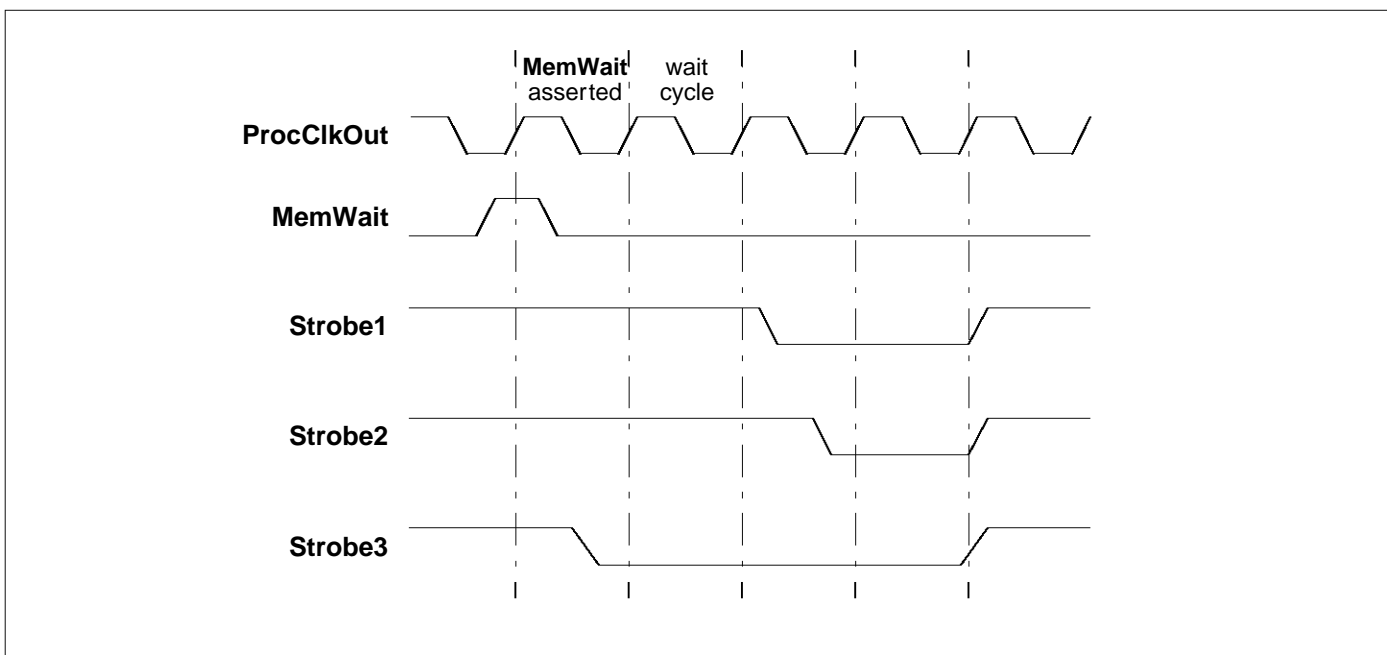 MemWait wait
asserted cycle
ProcClkOut
MemWait
Strobe1
Strobe2
Strobe3